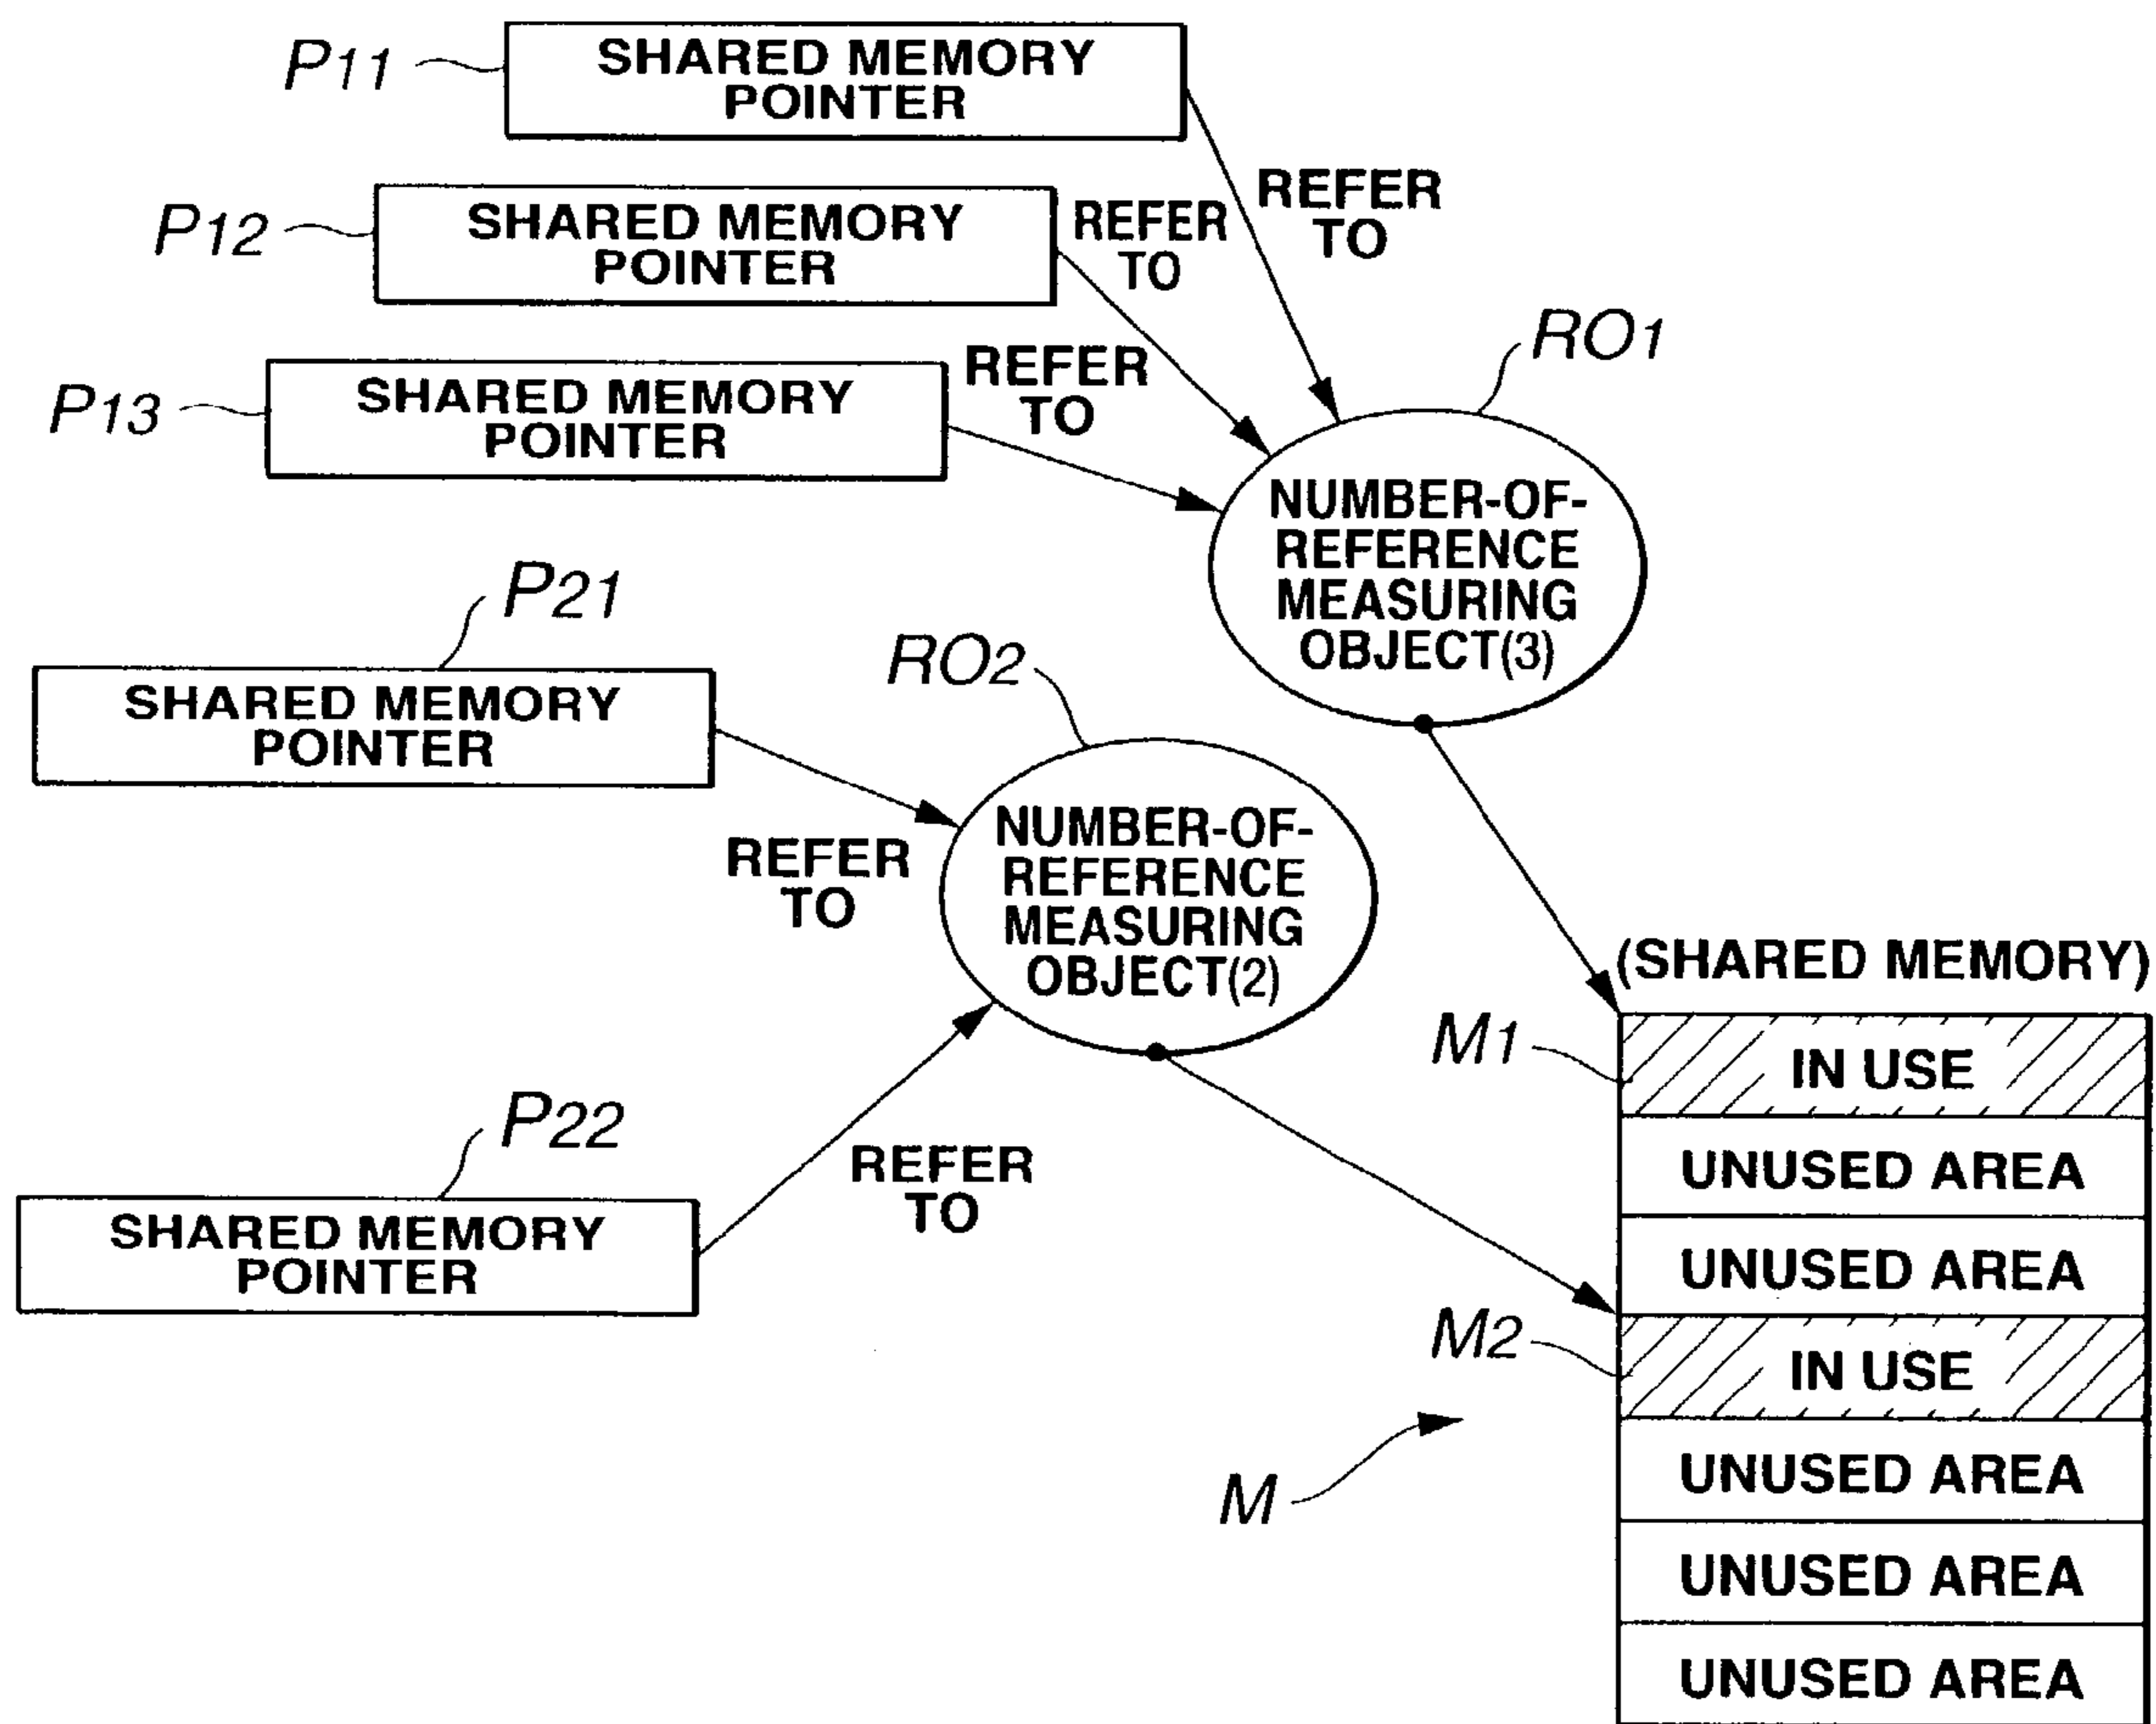 P11
SHARED MEMORY
POINTER
P12
SHARED MEMORY
POINTER
REFER
TO
REFER
TO
P13
SHARED MEMORY
POINTER
REFER
TO
RO1
NUMBER-OF-
REFERENCE
MEASURING
OBJECT(3)
P21
SHARED MEMORY
POINTER
RO2
REFER
TO
NUMBER-OF-
REFERENCE
MEASURING
OBJECT(2)
P22
SHARED MEMORY
POINTER
REFER
TO
(SHARED MEMORY)
M1
IN USE
UNUSED AREA
UNUSED AREA
M2
IN USE
M
UNUSED AREA
UNUSED AREA
UNUSED AREA